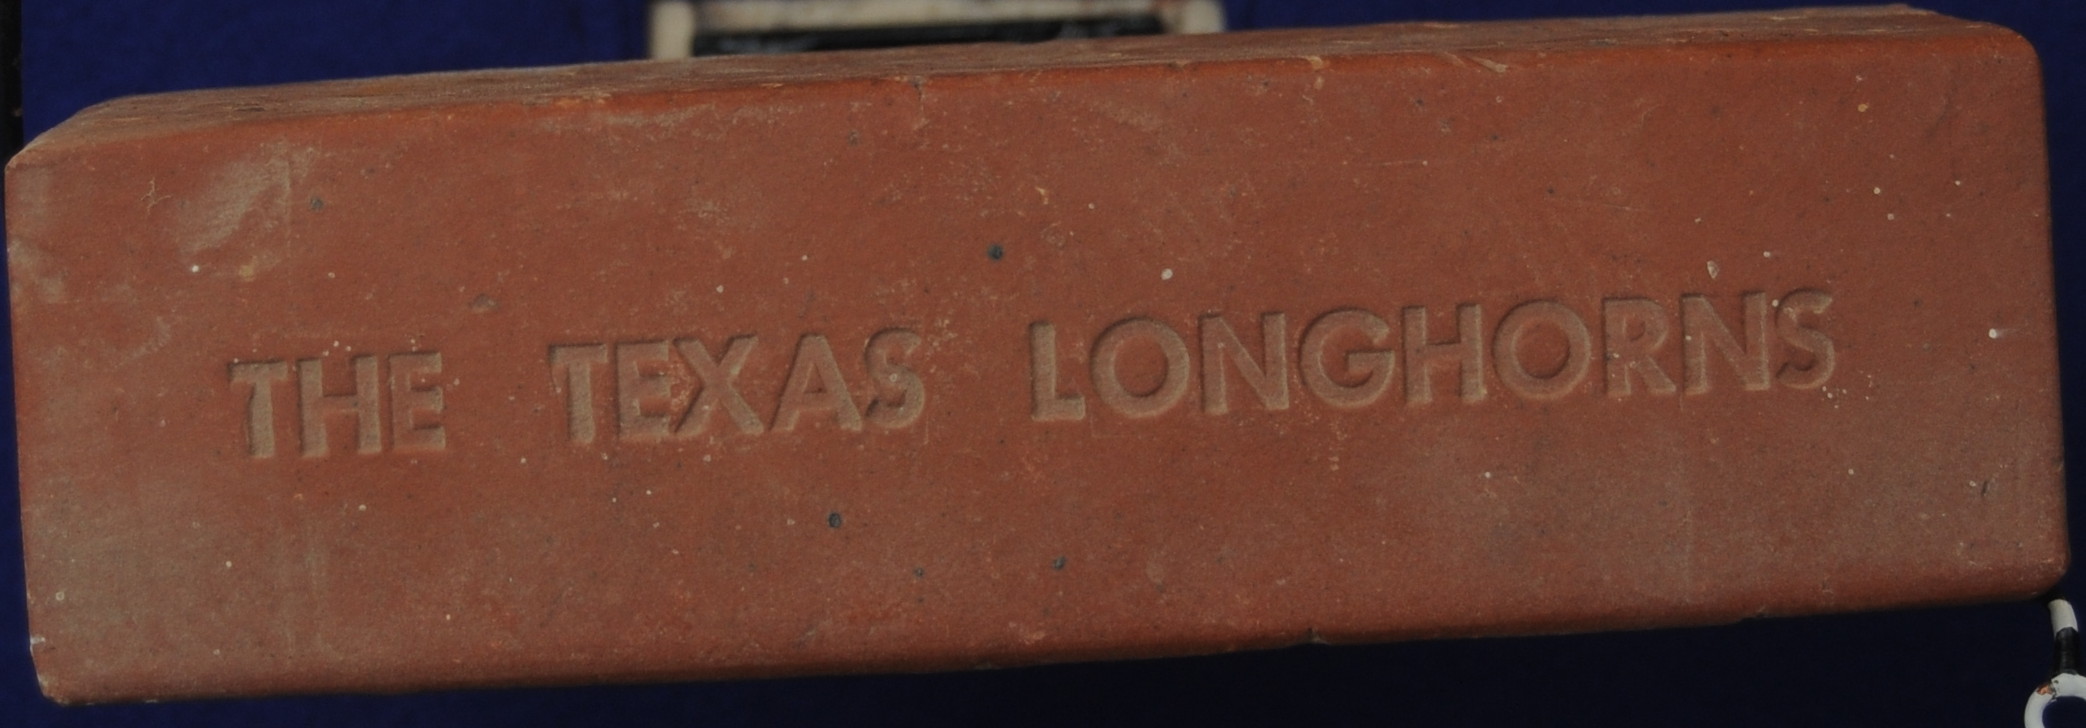 THE TEXAS LONGHORNS